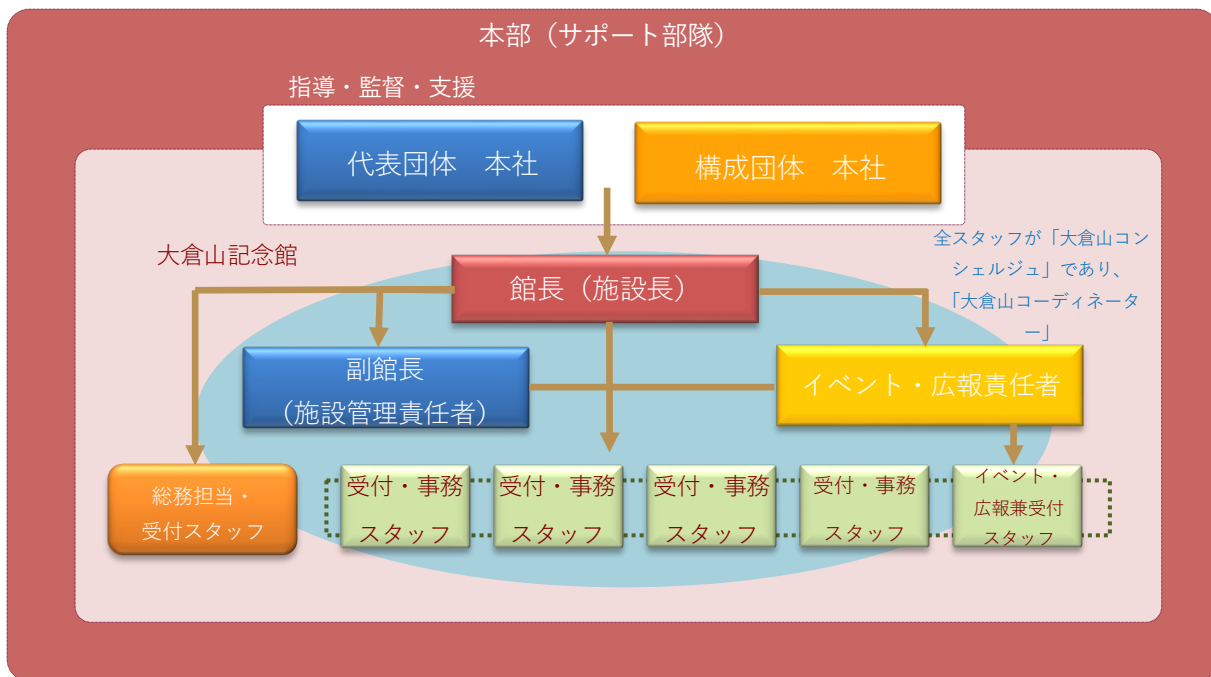 本部（サポート部隊）
指導・監督・支援
代表団体　本社
構成団体　本社
大倉山記念館
全スタッフが「大倉山コン
シェルジュ」であり、
「大倉山コーディネータ
ー」
館長（施設長）
副館長
（施設管理責任者）
イベント・広報責任者
総務担当・
受付スタッフ
受付・事務
スタッフ
受付・事務
スタッフ
受付・事務
スタッフ
受付・事務
スタッフ
イベント・
広報兼受付
スタッフ